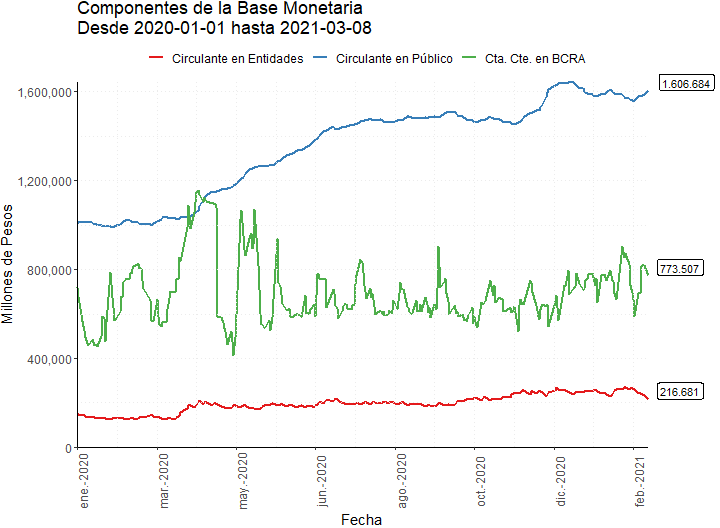 Componentes de la Base Monetaria
Desde 2020-01-01 hasta 2021-03-08
Circulante en Entidades Circulante en Público Cta. Cte. en BCRA
Millones de Pesos
1,600,000
1,200,000
800,000
400,000
0
1.606.684
773.507
216.681
ene.-2020
mar.-2020
may.-2020
jun.-2020
ago.-2020
oct.-2020
dic.-2020
feb.-2021
Fecha